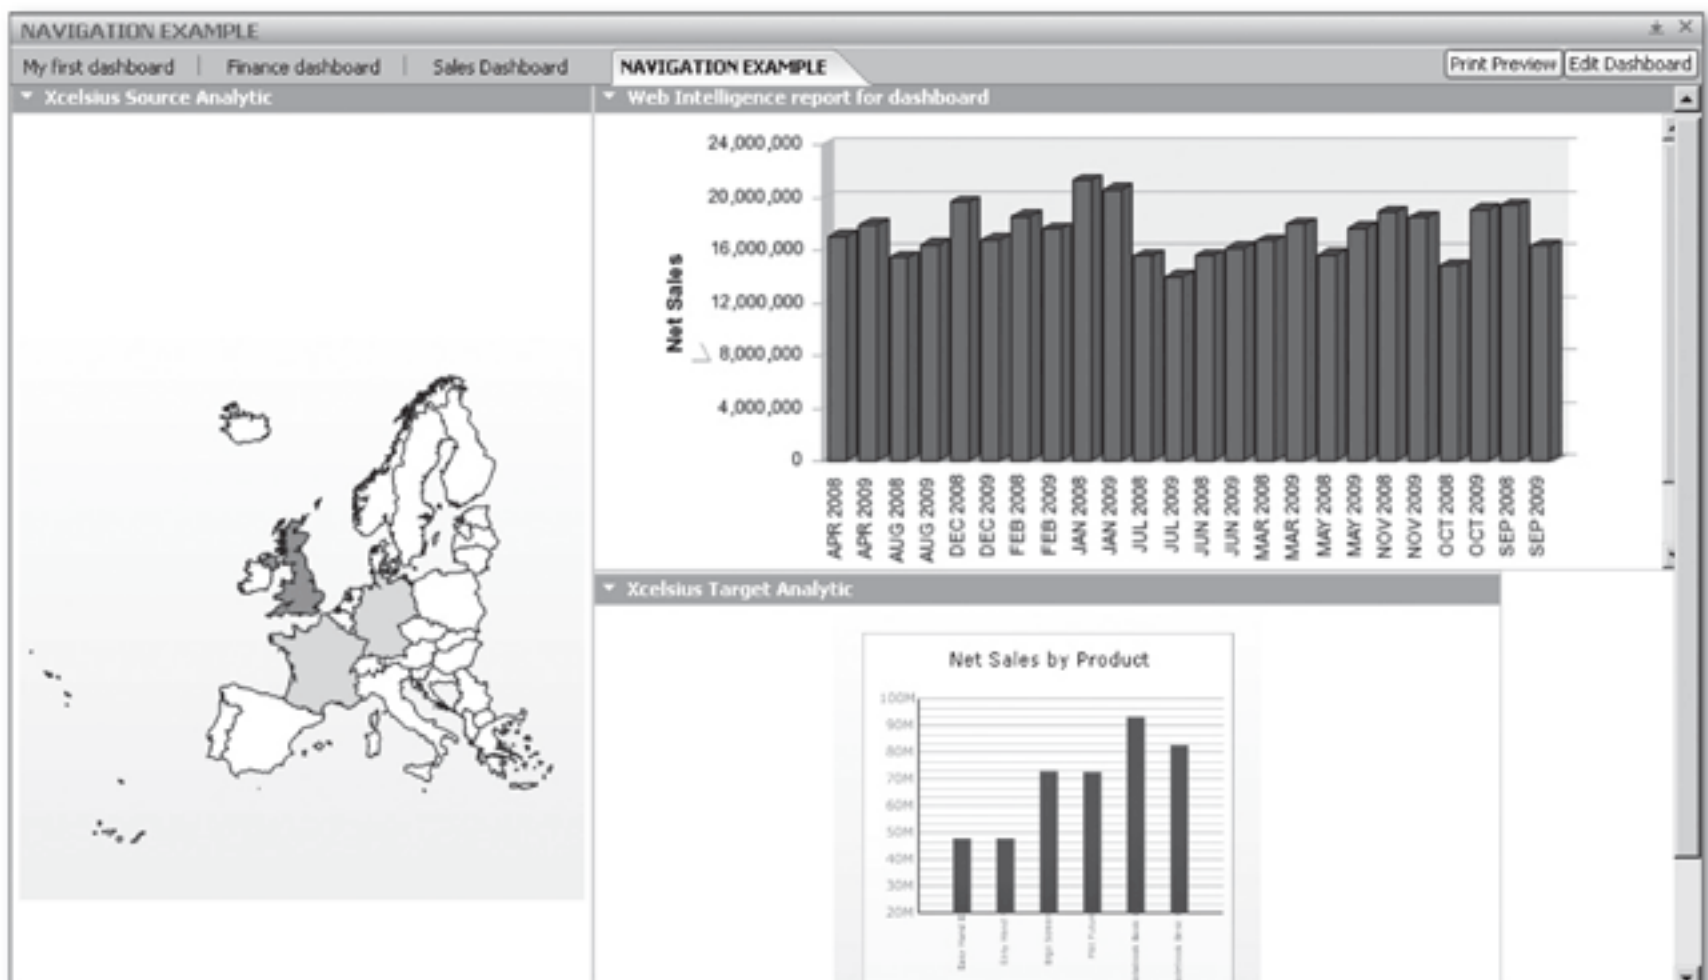 NAVIGATION EXAMPLE
My first dashboard | Finance dashboard | Sales Dashboard NAVIGATION EXAMPLE
Print Preview Edit Dashboard
Xcelsius Source Analytic
Web Intelligence report for dashboard
Net Sales
24,000,000
20,000,000
16,000,000
12,000,000
8,000,000
4,000,000
0
APR 2008
APR 2009
AUG 2008
AUG 2009
DEC 2008
DEC 2009
FEB 2008
FEB 2009
JAN 2008
JAN 2009
JUL 2008
JUL 2009
JUN 2008
JUN 2009
MAR 2008
MAR 2009
MAY 2008
MAY 2009
NOV 2008
NOV 2009
OCT 2008
OCT 2009
SEP 2008
SEP 2009
Xcelsius Target Analytic
Net Sales by Product
100M
90M
80M
70M
60M
50M
40M
30M
20M